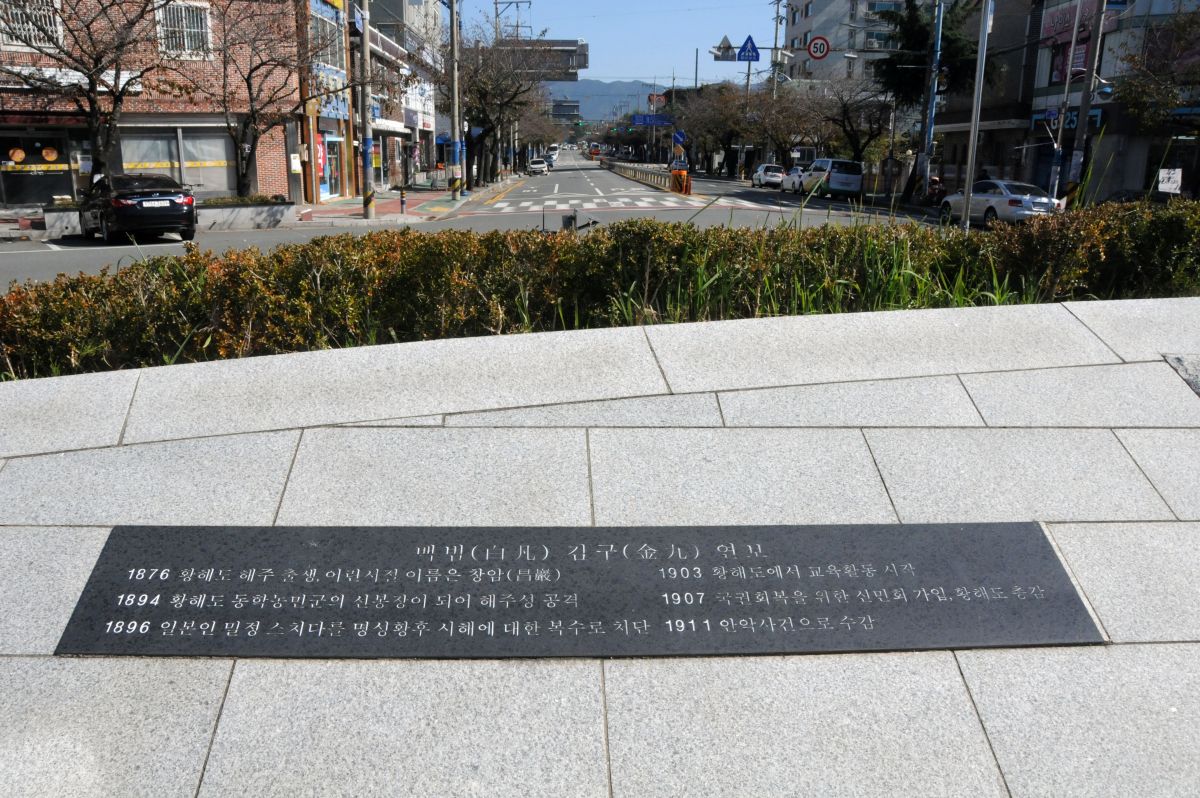 백범(白凡) 김구(金九) 연보
1876 황해도 해주 출생, 어린시절 이름은 창암(昌巖)
1894 황해도 동학농민군의 선봉장이 되어 해주성 공격
1896 일본인 밀정 스치다를 명성황후 시해에 대한 복수로 치단
1903 황해도에서 교육활동 시작
1907 국권회복을 위한 신민회 가입, 황해도 총감
1911 안악사건으로 수감
50